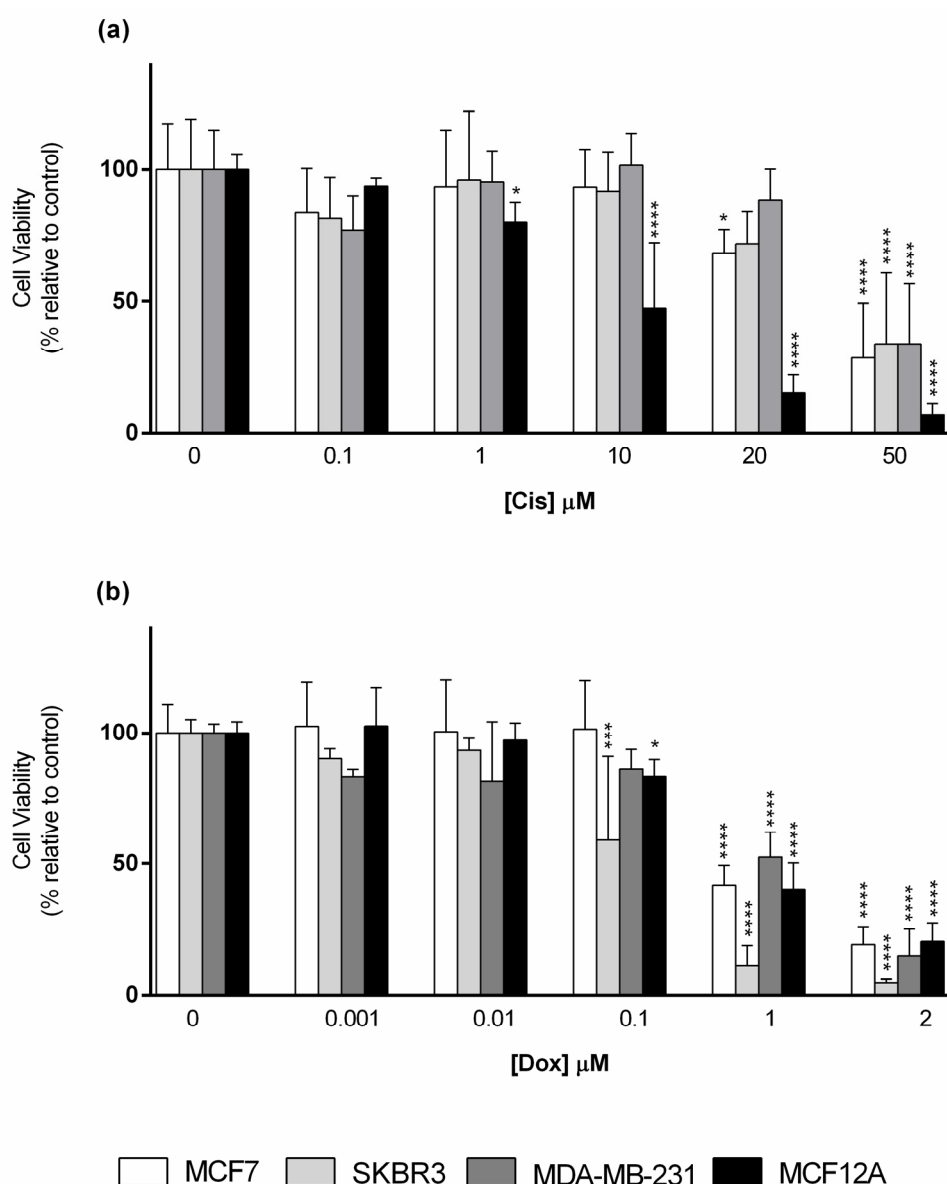 (a)
Cell Viability
(% relative to control)
100
50
0
*
****
*
****
****
****
****
****
0 0.1 1 10 20 50
[Cis] μM
(b)
Cell Viability
(% relative to control)
100
50
0
***
*
****
****
****
****
****
****
****
****
0 0.001 0.01 0.1 1 2
[Dox] μM
MCF7 SKBR3 MDA-MB-231 MCF12A